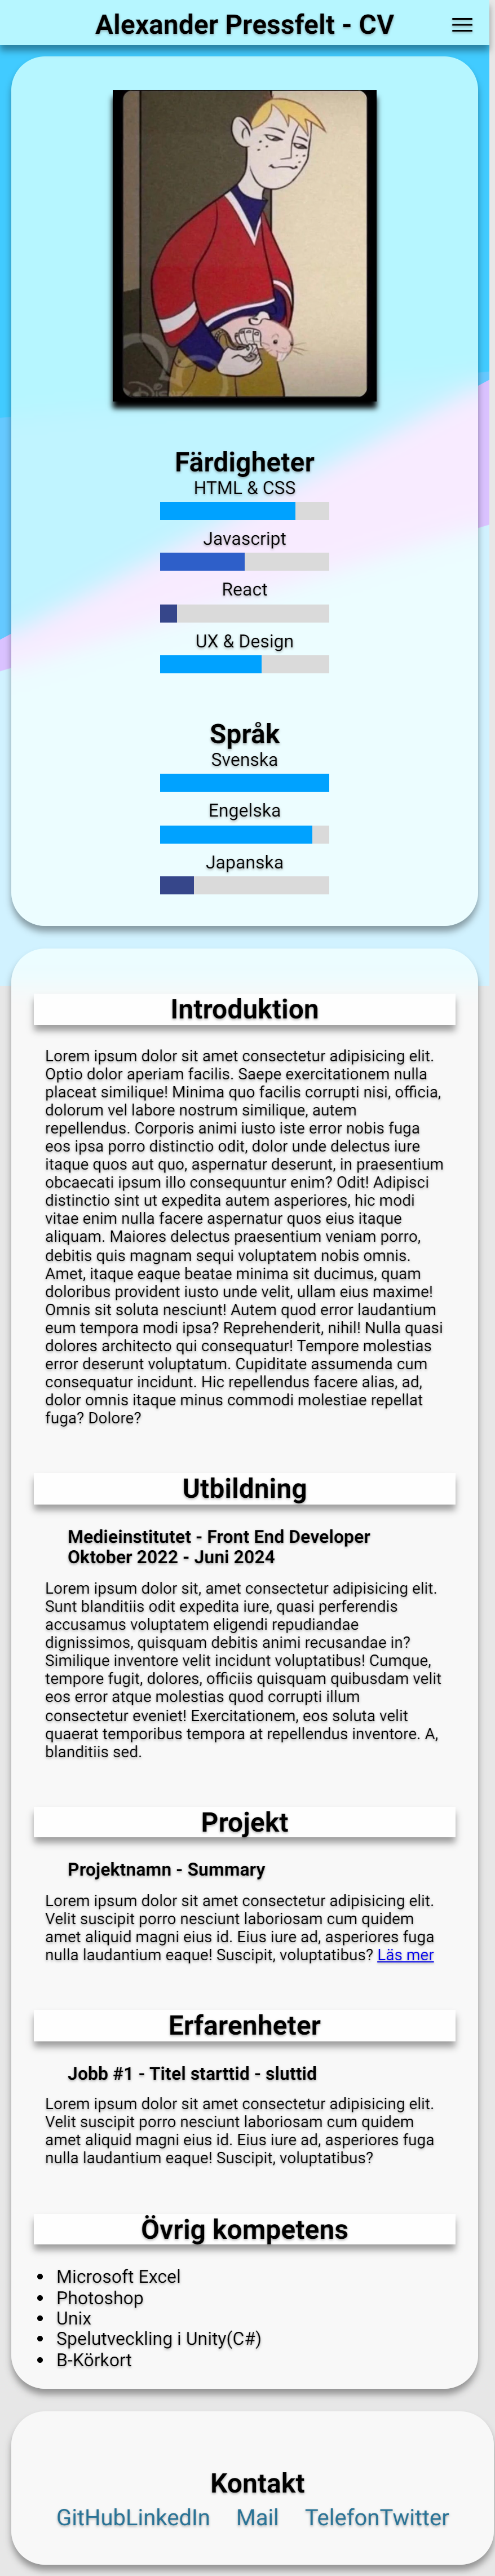 Alexander Pressfelt - CV
Färdigheter
HTML & CSS
Javascript
React
UX & Design
Språk
Svenska
Engelska
Japanska
Introduktion
Lorem ipsum dolor sit amet consectetur adipisicing elit.
Optio dolor aperiam facilis. Saepe exercitationem nulla
placeat similique! Minima quo facilis corrupti nisi, officia,
dolorum vel labore nostrum similique, autem
repellendus. Corporis animi iusto iste error nobis fuga
eos ipsa porro distinctio odit, dolor unde delectus iure
itaque quos aut quo, aspernatur deserunt, in praesentium
obcaecati ipsum illo consequuntur enim? Odit! Adipisci
distinctio sint ut expedita autem asperiores, hic modi
vitae enim nulla facere aspernatur quos eius itaque
aliquam. Maiores delectus praesentium veniam porro,
debitis quis magnam sequi voluptatem nobis omnis.
Amet, itaque eaque beatae minima sit ducimus, quam
doloribus provident iusto unde velit, ullam eius maxime!
Omnis sit soluta nesciunt! Autem quod error laudantium
eum tempora modi ipsa? Reprehenderit, nihil! Nulla quasi
dolores architecto qui consequatur! Tempore molestias
error deserunt voluptatum. Cupiditate assumenda cum
consequatur incidunt. Hic repellendus facere alias, ad,
dolor omnis itaque minus commodi molestiae repellat
fuga? Dolore?
Utbildning
Medieinstitutet - Front End Developer
Oktober 2022 - Juni 2024
Lorem ipsum dolor sit, amet consectetur adipisicing elit.
Sunt blanditiis odit expedita iure, quasi perferendis
accusamus voluptatem eligendi repudiandae
dignissimos, quisquam debitis animi recusandae in?
Similique inventore velit incidunt voluptatibus! Cumque,
tempore fugit, dolores, officiis quisquam quibusdam velit
eos error atque molestias quod corrupti illum
consectetur eveniet! Exercitationem, eos soluta velit
quaerat temporibus tempora at repellendus inventore. A,
blanditiis sed.
Projekt
Projektnamn - Summary
Lorem ipsum dolor sit amet consectetur adipisicing elit.
Velit suscipit porro nesciunt laboriosam cum quidem
amet aliquid magni eius id. Eius iure ad, asperiores fuga
nulla laudantium eaque! Suscipit, voluptatibus? Läs mer
Erfarenheter
Jobb #1 - Titel starttid - sluttid
Lorem ipsum dolor sit amet consectetur adipisicing elit.
Velit suscipit porro nesciunt laboriosam cum quidem
amet aliquid magni eius id. Eius iure ad, asperiores fuga
nulla laudantium eaque! Suscipit, voluptatibus?
Övrig kompetens
• Microsoft Excel
• Photoshop
• Unix
• Spelutveckling i Unity(C#)
• B-Körkort
Kontakt
GitHubLinkedIn Mail TelefonTwitter